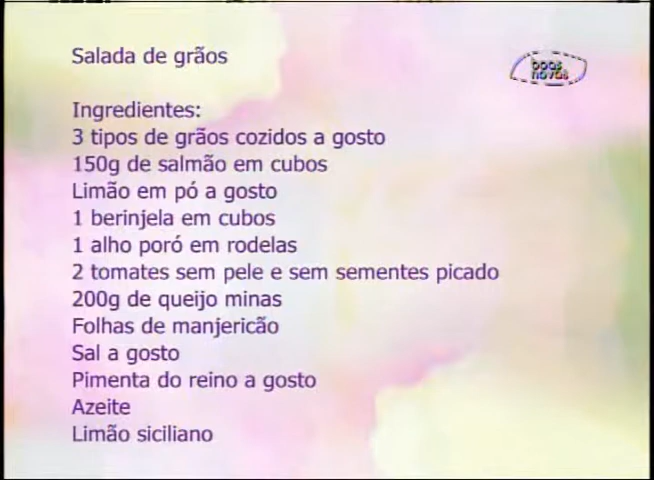 Salada de grãos
boas
novas
Ingredientes:
3 tipos de grãos cozidos a gosto
150g de salmão em cubos
Limão em pó a gosto
1 berinjela em cubos
1 alho poró em rodelas
2 tomates sem pele e sem sementes picado
200g de queijo minas
Folhas de manjericão
Sal a gosto
Pimenta do reino a gosto
Azeite
Limão siciliano